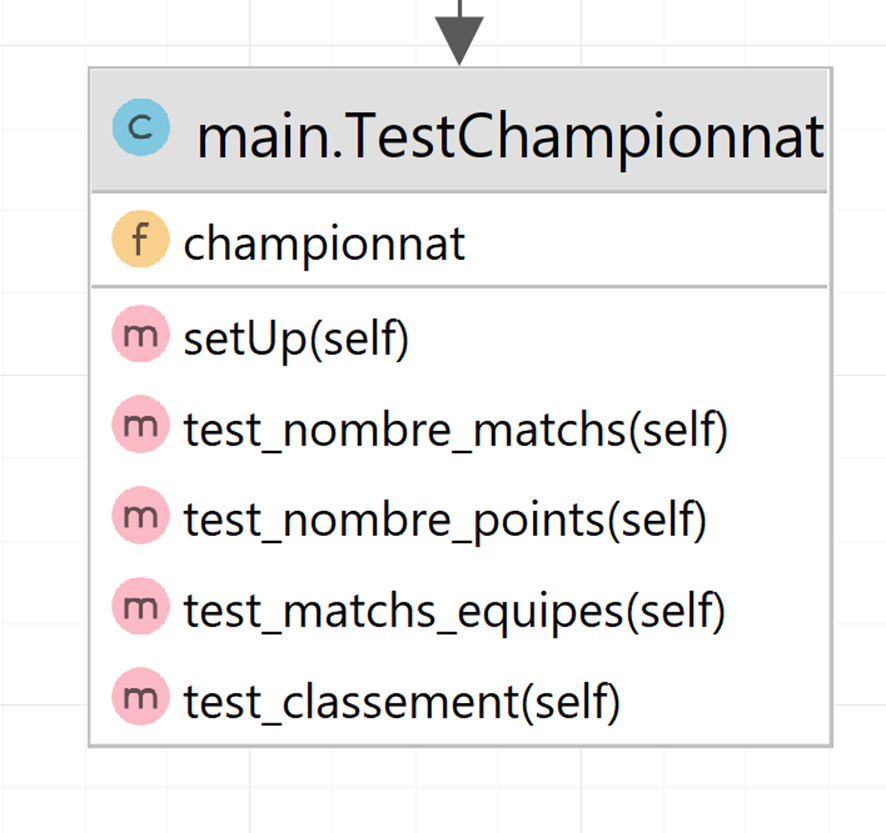 c main.TestChampionnat
f championnat
m setUp(self)
m test_nombre_matchs(self)
m test_nombre_points(self)
m test_matchs_equipes(self)
m test_classement(self)